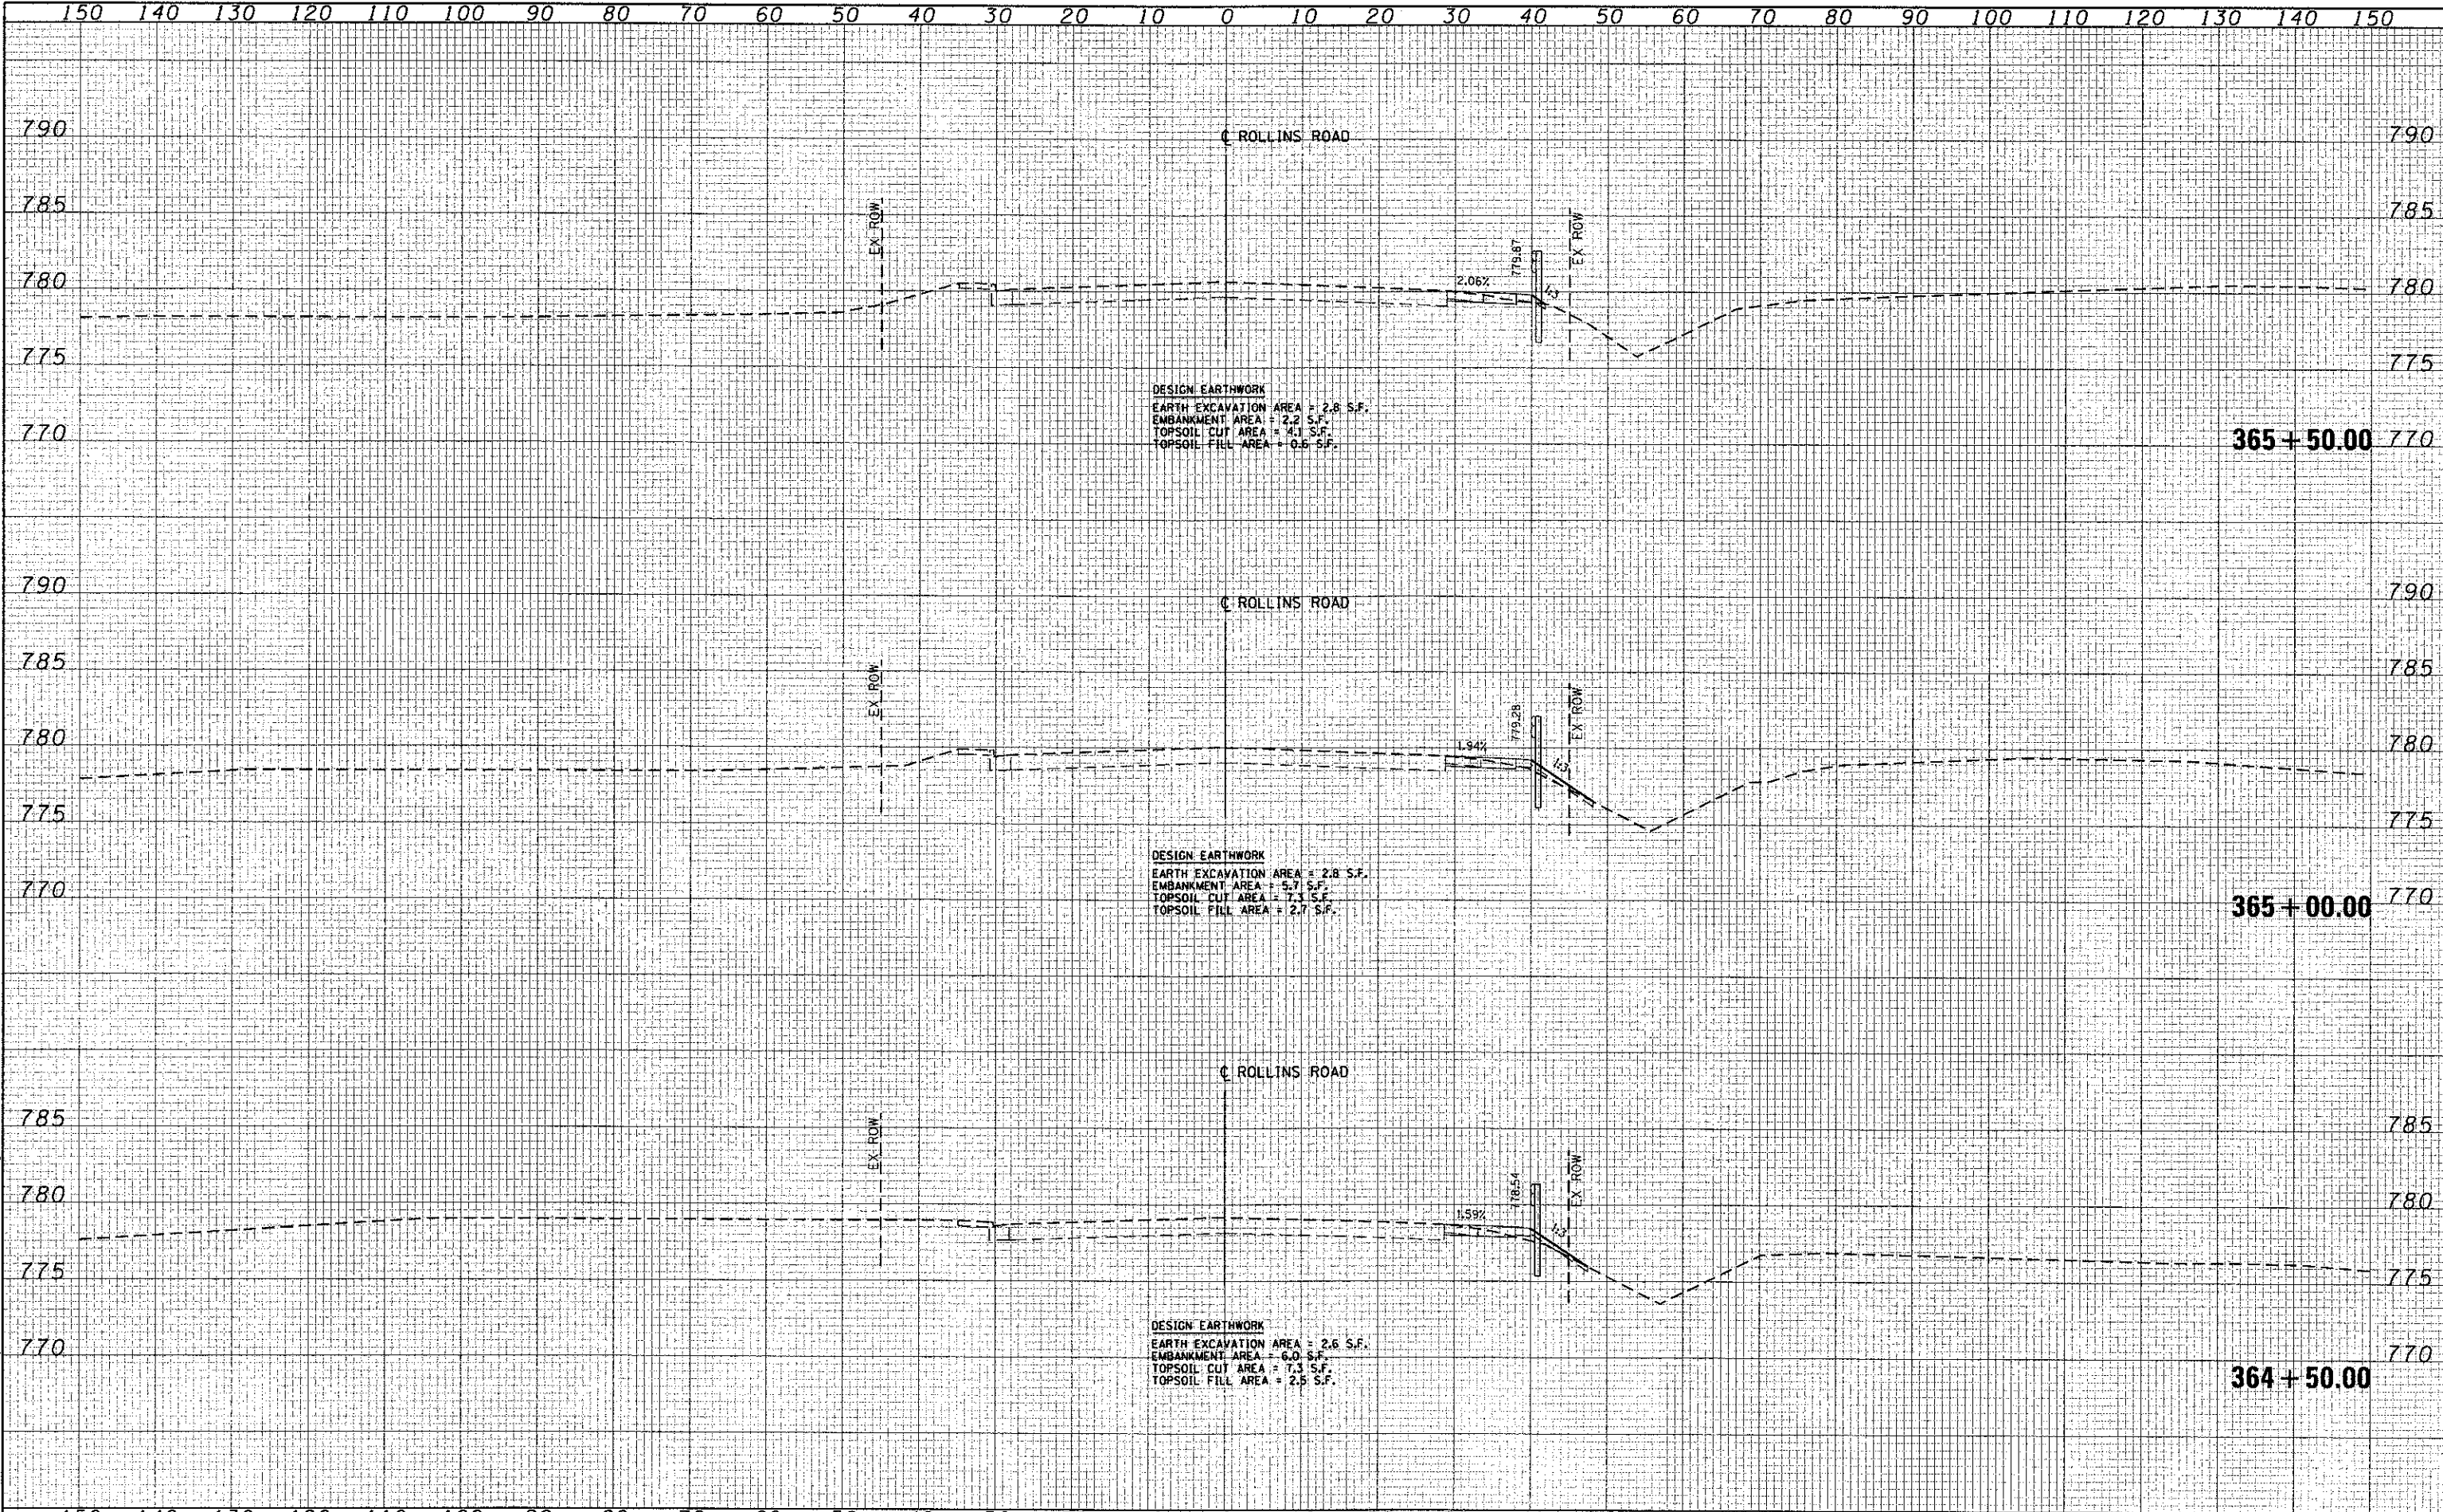 150 140 130 120 110 100 90 80 70 60 50 40 30 20 10 0 10 20 30 40 50 60 70 80 90 100 110 120 130 140 150
790 ℄ ROLLINS ROAD 790
785 EX ROW EX ROW 785
780 2.06% 779.87 1:3 780
775 775
DESIGN EARTHWORK
EARTH EXCAVATION AREA = 2.8 S.F.
EMBANKMENT AREA = 2.2 S.F.
TOPSOIL CUT AREA = 4.1 S.F.
TOPSOIL FILL AREA = 0.6 S.F.
770 365 + 50.00 770
790 ℄ ROLLINS ROAD 790
785 EX ROW EX ROW 785
780 1.94% 779.28 1:3 780
775 775
DESIGN EARTHWORK
EARTH EXCAVATION AREA = 2.8 S.F.
EMBANKMENT AREA = 5.7 S.F.
TOPSOIL CUT AREA = 7.3 S.F.
TOPSOIL FILL AREA = 2.7 S.F.
770 365 + 00.00 770
℄ ROLLINS ROAD
785 EX ROW EX ROW 785
780 1.59% 778.54 1:3 780
775 775
DESIGN EARTHWORK
EARTH EXCAVATION AREA = 2.6 S.F.
EMBANKMENT AREA = 6.0 S.F.
TOPSOIL CUT AREA = 7.3 S.F.
TOPSOIL FILL AREA = 2.5 S.F.
770 364 + 50.00 770